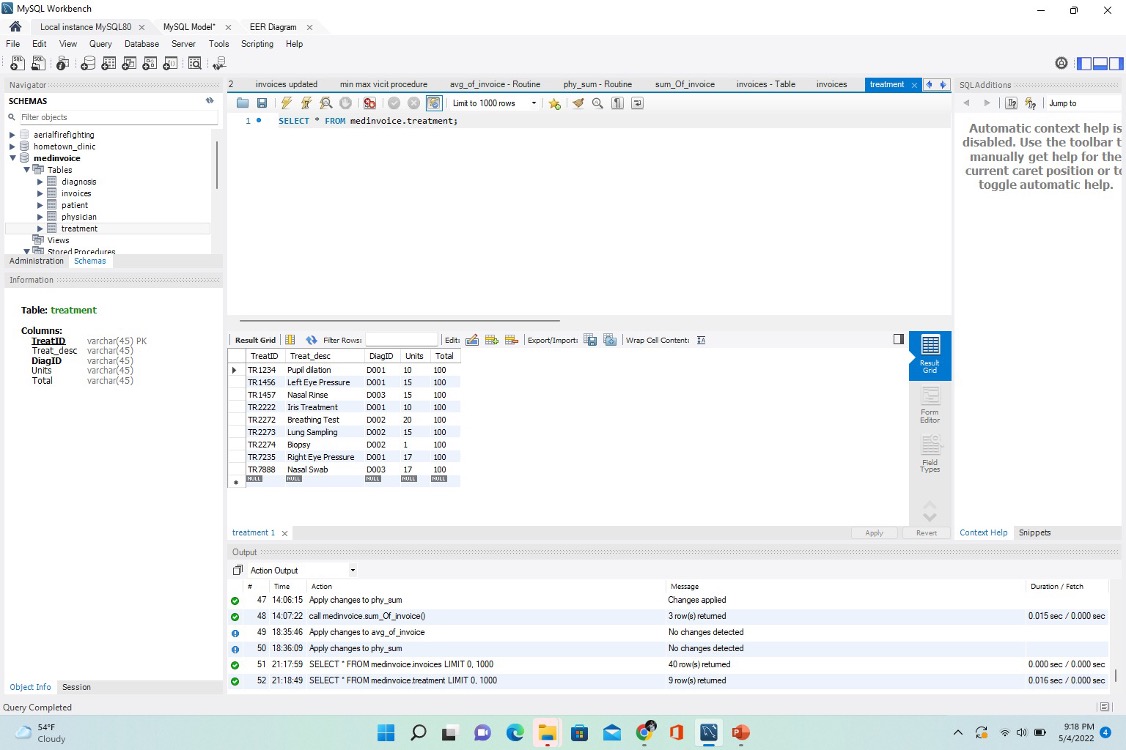 MySQL Workbench
Local instance MySQL80 × MySQL Model* × EER Diagram ×
File Edit View Query Database Server Tools Scripting Help
Navigator
SCHEMAS
Filter objects
aerialfirefighting
hometown_clinic
medinvoice
Tables
diagnosis
invoices
patient
physician
treatment
Views
Stored Procedures
Administration Schemas
Information
Table: treatment
Columns:
TreatID varchar(45) PK
Treat_desc varchar(45)
DiagID varchar(45)
Units varchar(45)
Total varchar(45)
Object Info Session
Query Completed
2 invoices updated min max vicit procedure avg_of_invoice - Routine phy_sum - Routine sum_Of_invoice invoices - Table invoices treatment ×
Limit to 1000 rows
1 SELECT * FROM medinvoice.treatment;
Result Grid Filter Rows: Edit: Export/Import: Wrap Cell Content:
TreatID Treat_desc DiagID Units Total
TR1234 Pupil dilation D001 10 100
TR1456 Left Eye Pressure D001 15 100
TR1457 Nasal Rinse D003 15 100
TR2222 Iris Treatment D001 10 100
TR2272 Breathing Test D002 20 100
TR2273 Lung Sampling D002 15 100
TR2274 Biopsy D002 1 100
TR7235 Right Eye Pressure D001 17 100
TR7888 Nasal Swab D003 17 100
NULL NULL NULL NULL NULL
Result
Grid
Form
Editor
Field
Types
treatment 1 × Apply Revert
SQLAdditions
Jump to
Automatic context help is
disabled. Use the toolbar t
manually get help for the
current caret position or to
toggle automatic help.
Context Help Snippets
Output
Action Output
# Time Action Message Duration / Fetch
47 14:06:15 Apply changes to phy_sum Changes applied
48 14:07:22 call medinvoice.sum_Of_invoice() 3 row(s) returned 0.015 sec / 0.000 sec
49 18:35:46 Apply changes to avg_of_invoice No changes detected
50 18:36:09 Apply changes to phy_sum No changes detected
51 21:17:59 SELECT * FROM medinvoice.invoices LIMIT 0, 1000 40 row(s) returned 0.000 sec / 0.000 sec
52 21:18:49 SELECT * FROM medinvoice.treatment LIMIT 0, 1000 9 row(s) returned 0.016 sec / 0.000 sec
54°F
Cloudy
9:18 PM
5/4/2022
4